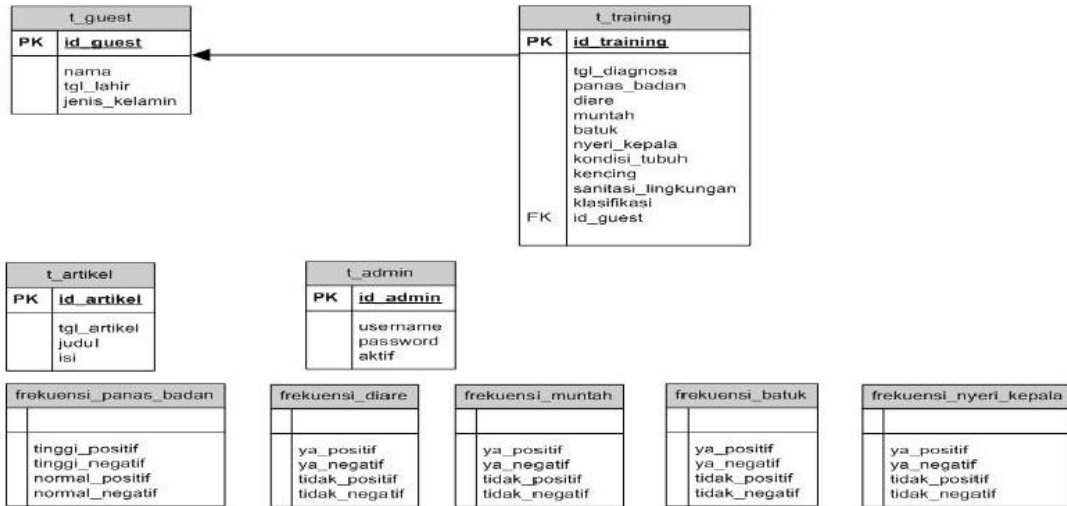 t_guest
PK id_guest
nama
tgl_lahir
jenis_kelamin
t_training
PK id_training
tgl_diagnosa
panas_badan
diare
muntah
batuk
nyeri_kepala
kondisi_tubuh
kencing
sanitasi_lingkungan
klasifikasi
FK id_guest
t_artikel
PK id_artikel
tgl_artikel
judul
isi
t_admin
PK id_admin
username
password
aktif
frekuensi_panas_badan
tinggi_positif
tinggi_negatif
normal_positif
normal_negatif
frekuensi_diare
ya_positif
ya_negatif
tidak_positif
tidak_negatif
frekuensi_muntah
ya_positif
ya_negatif
tidak_positif
tidak_negatif
frekuensi_batuk
ya_positif
ya_negatif
tidak_positif
tidak_negatif
frekuensi_nyeri_kepala
ya_positif
ya_negatif
tidak_positif
tidak_negatif